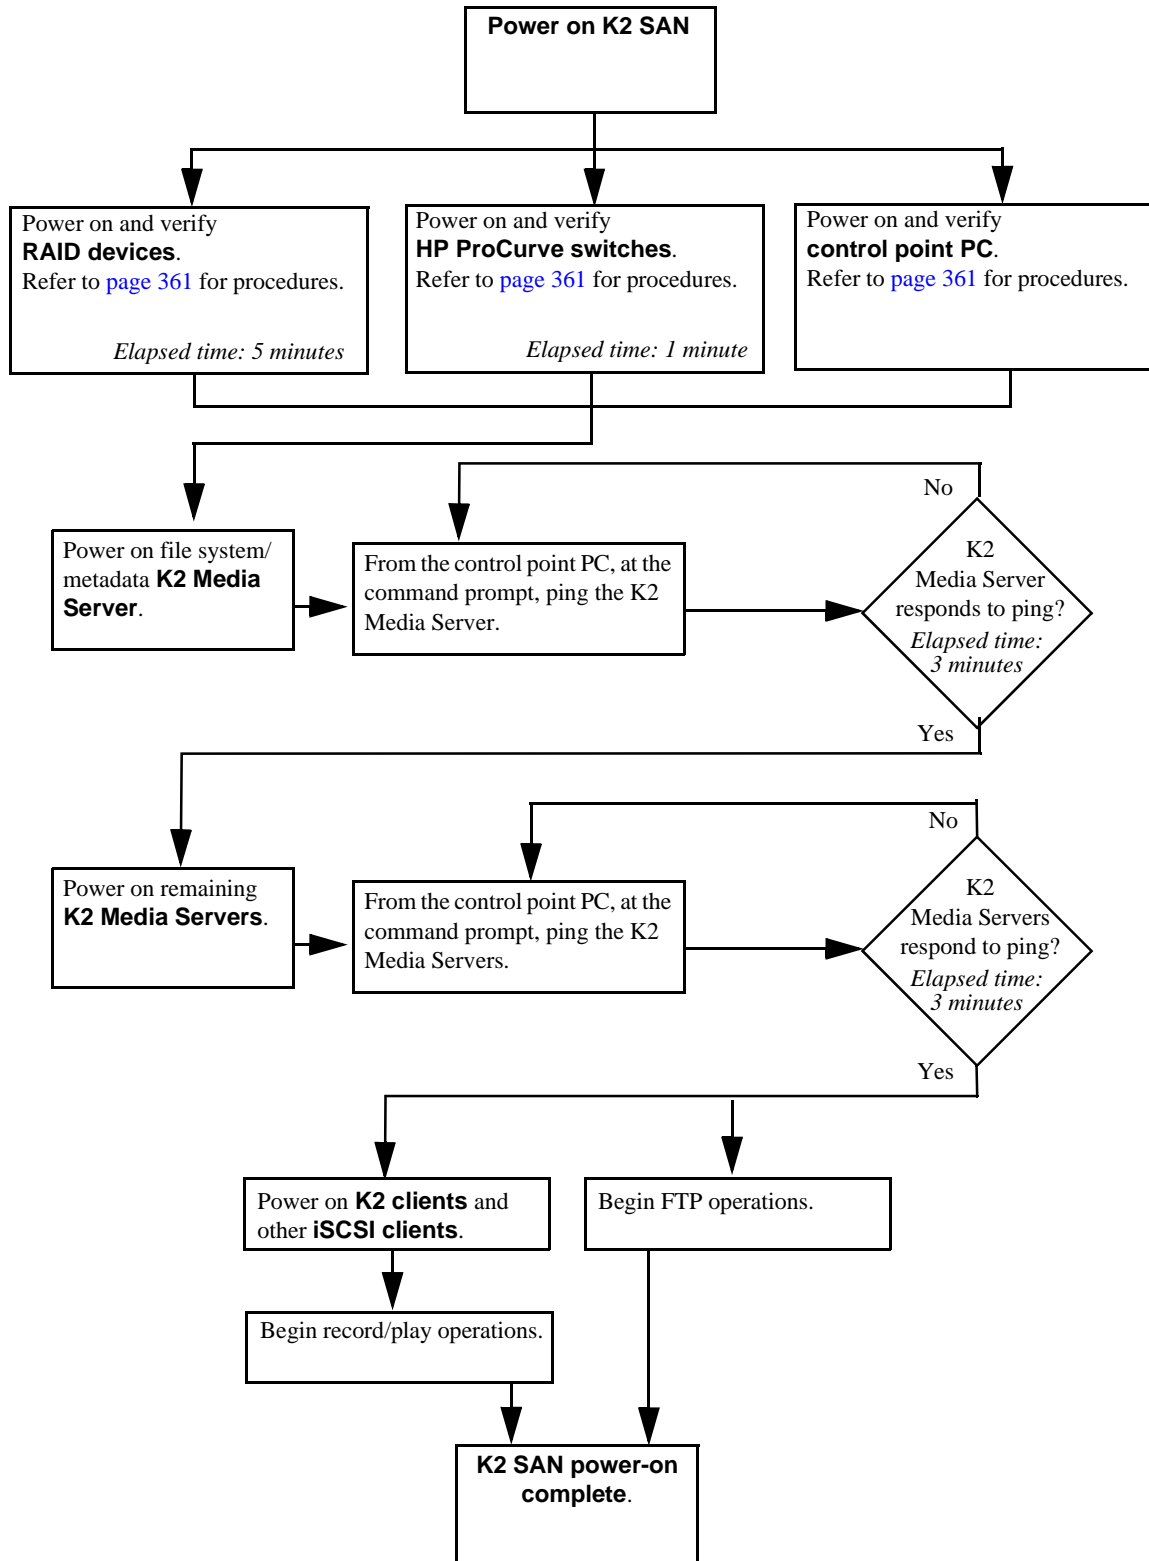 Power on K2 SAN
Power on and verify
RAID devices.
Refer to page 361 for procedures.
Elapsed time: 5 minutes
Power on and verify
HP ProCurve switches.
Refer to page 361 for procedures.
Elapsed time: 1 minute
Power on and verify
control point PC.
Refer to page 361 for procedures.
Power on file system/
metadata K2 Media
Server.
From the control point PC, at the
command prompt, ping the K2
Media Server.
No
K2
Media Server
responds to ping?
Elapsed time:
3 minutes
Yes
Power on remaining
K2 Media Servers.
From the control point PC, at the
command prompt, ping the K2
Media Servers.
No
K2
Media Servers
respond to ping?
Elapsed time:
3 minutes
Yes
Power on K2 clients and
other iSCSI clients.
Begin FTP operations.
Begin record/play operations.
K2 SAN power-on
complete.